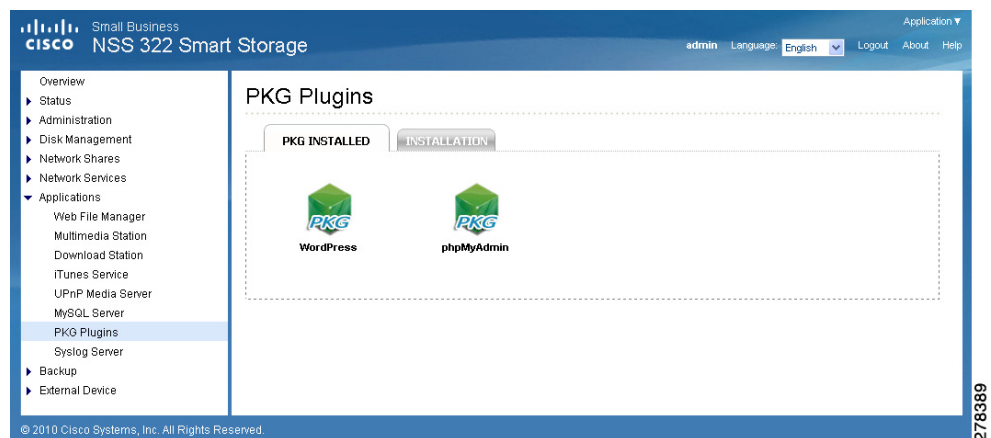 Small Business
CISCO NSS 322 Smart Storage
Application
admin Language: English Logout About Help
Overview
Status
Administration
Disk Management
Network Shares
Network Services
Applications
Web File Manager
Multimedia Station
Download Station
iTunes Service
UPnP Media Server
MySQL Server
PKG Plugins
Syslog Server
Backup
External Device
PKG Plugins
PKG INSTALLED INSTALLATION
PKG PKG
WordPress phpMyAdmin
© 2010 Cisco Systems, Inc. All Rights Reserved.
278389